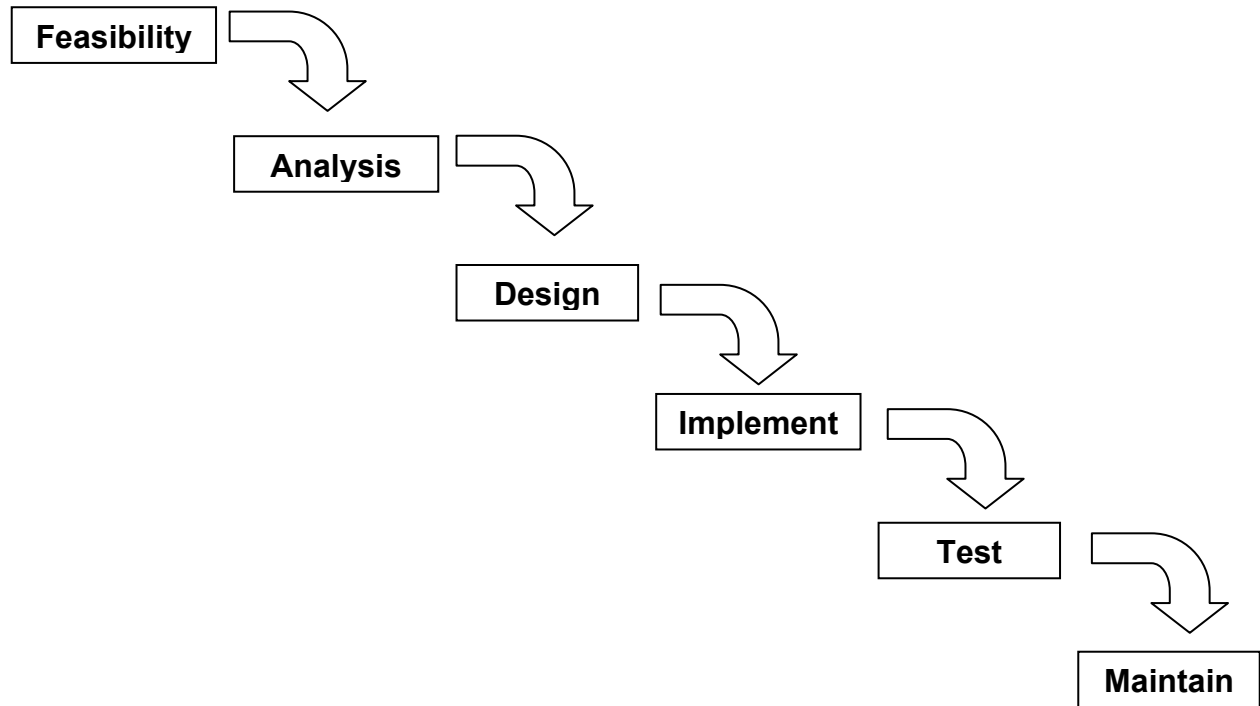 Feasibility
Analysis
Design
Implement
Test
Maintain